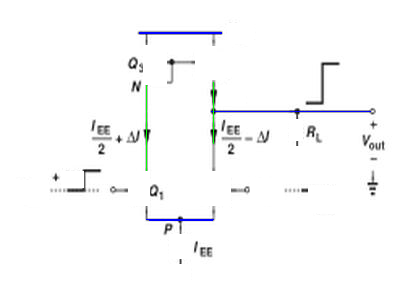 Q3
N
IEE/2 + ΔI
IEE/2 − ΔI
RL
+
Vout
−
+
Q1
P
IEE